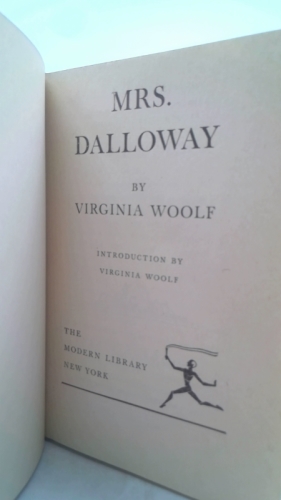 MRS.
DALLOWAY
BY
VIRGINIA WOOLF
INTRODUCTION BY
VIRGINIA WOOLF
THE
MODERN LIBRARY
NEW YORK